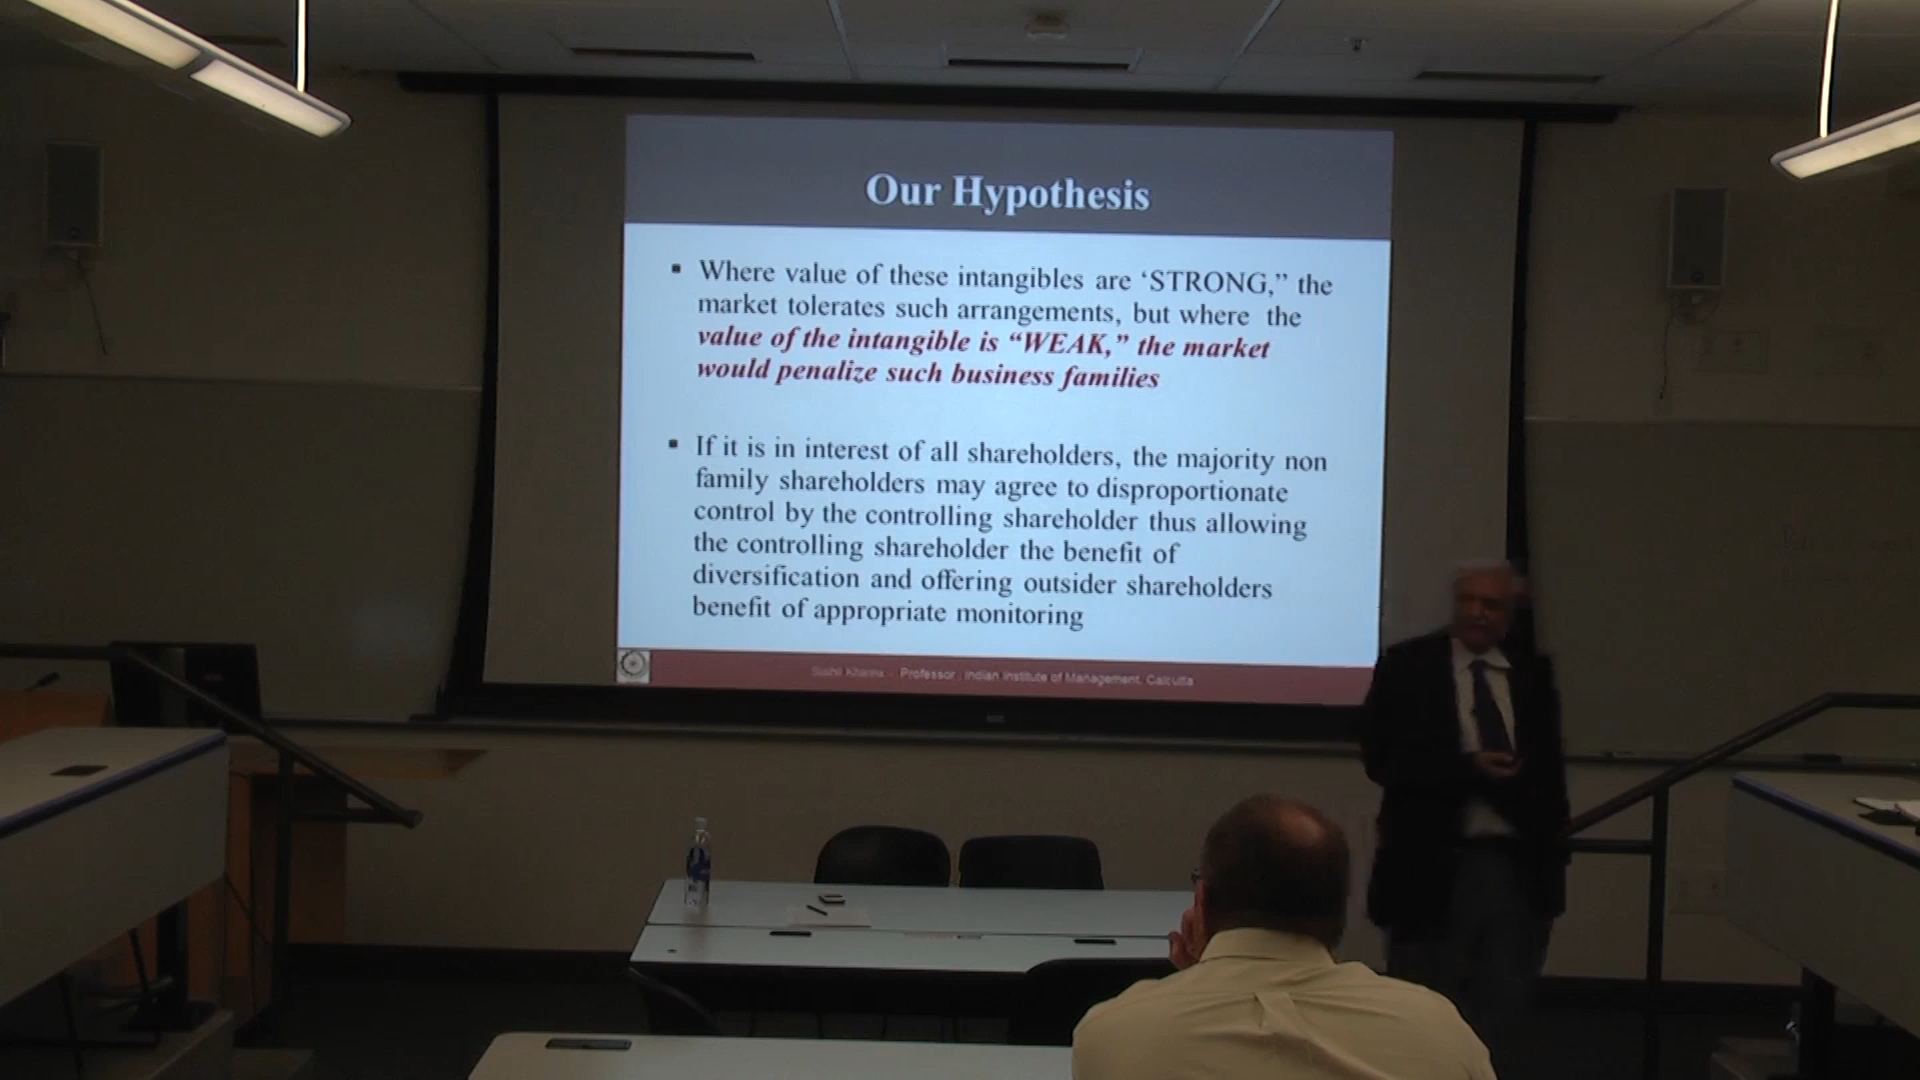 Our Hypothesis
▪ Where value of these intangibles are ‘STRONG,” the
market tolerates such arrangements, but where the
value of the intangible is “WEAK,” the market
would penalize such business families
▪ If it is in interest of all shareholders, the majority non
family shareholders may agree to disproportionate
control by the controlling shareholder thus allowing
the controlling shareholder the benefit of
diversification and offering outsider shareholders
benefit of appropriate monitoring
Sushil Khanna - Professor : Indian Institute of Management, Calcutta